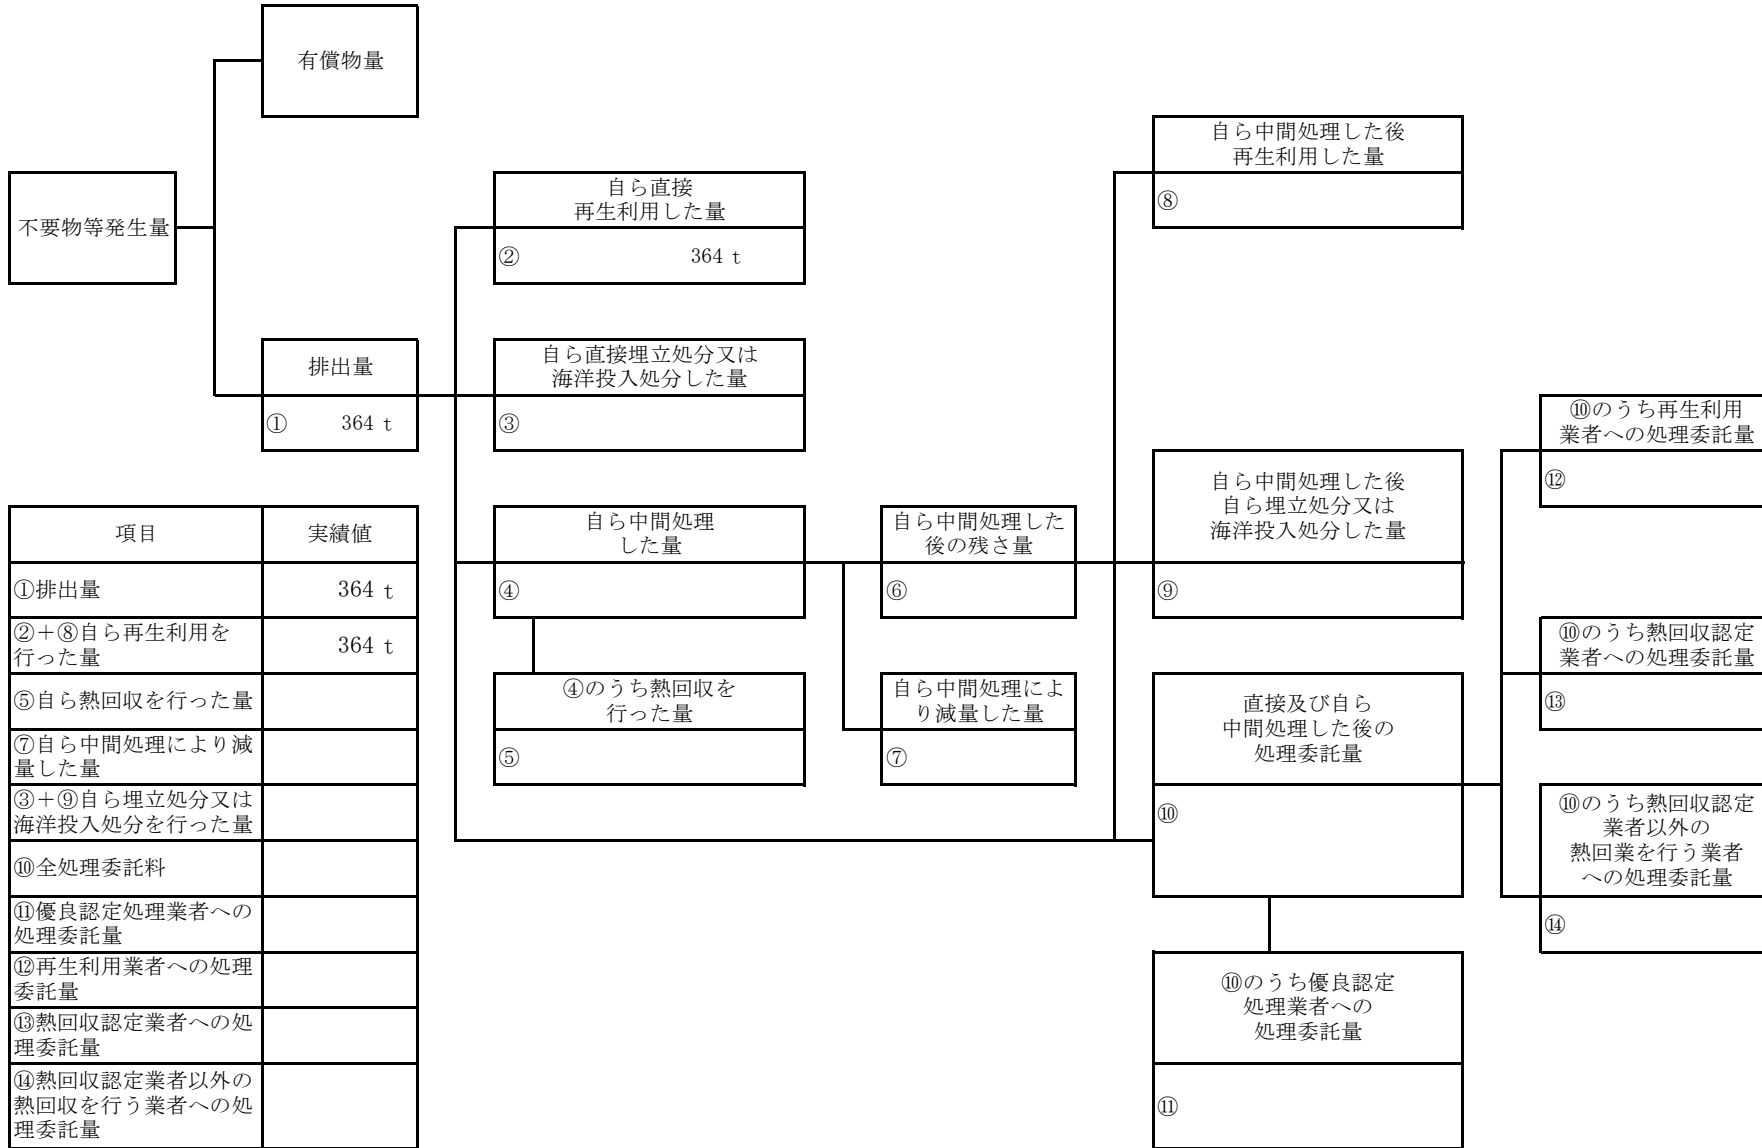 有償物量
不要物等発生量
排出量
① 364 t
自ら直接
再生利用した量
② 364 t
自ら直接埋立処分又は
海洋投入処分した量
③
自ら中間処理
した量
④
④のうち熱回収を
行った量
⑤
自ら中間処理した
後の残さ量
⑥
自ら中間処理によ
り減量した量
⑦
自ら中間処理した後
再生利用した量
⑧
自ら中間処理した後
自ら埋立処分又は
海洋投入処分した量
⑨
直接及び自ら
中間処理した後の
処理委託量
⑩
⑩のうち優良認定
処理業者への
処理委託量
⑪
⑩のうち再生利用
業者への処理委託量
⑫
⑩のうち熱回収認定
業者への処理委託量
⑬
⑩のうち熱回収認定
業者以外の
熱回業を行う業者
への処理委託量
⑭
項目 実績値
①排出量 364 t
②+⑧自ら再生利用を
行った量 364 t
⑤自ら熱回収を行った量
⑦自ら中間処理により減
量した量
③+⑨自ら埋立処分又は
海洋投入処分を行った量
⑩全処理委託料
⑪優良認定処理業者への
処理委託量
⑫再生利用業者への処理
委託量
⑬熱回収認定業者への処
理委託量
⑭熱回収認定業者以外の
熱回収を行う業者への処
理委託量